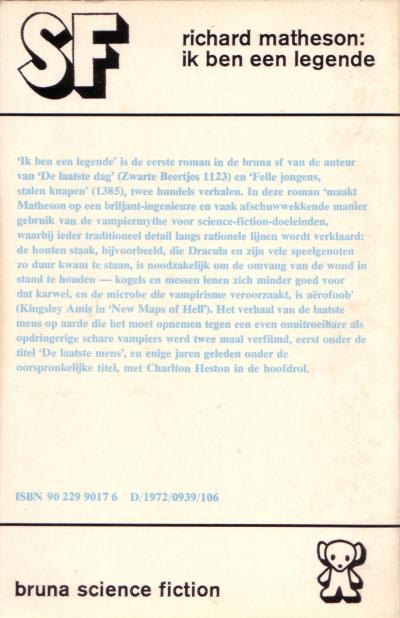 SF
richard matheson:
ik ben een legende
'Ik ben een legende' is de eerste roman in de bruna sf van de auteur
van 'De laatste dag' (Zwarte Beertjes 1123) en 'Felle jongens,
stalen knapen' (1385), twee bundels verhalen. In deze roman 'maakt
Matheson op een briljant-ingenieuze en vaak afschuwwekkende manier
gebruik van de vampiermythe voor science-fiction-doeleinden,
waarbij ieder traditioneel detail langs rationele lijnen wordt verklaard:
de houten staak, bijvoorbeeld, die Dracula en zijn vele speelgenoten
zo duur kwam te staan, is noodzakelijk om de omvang van de wond in
stand te houden — kogels en messen lenen zich minder goed voor
dat karwei, en de microbe die vampirisme veroorzaakt, is aërofoob'
(Kingsley Amis in 'New Maps of Hell'). Het verhaal van de laatste
mens op aarde die het moet opnemen tegen een even onuitroeibare als
opdringerige schare vampiers werd twee maal verfilmd, eerst onder de
titel 'De laatste mens', en enige jaren geleden onder de
oorspronkelijke titel, met Charlton Heston in de hoofdrol.
ISBN 90 229 9017 6 D/1972/0939/106
bruna science fiction